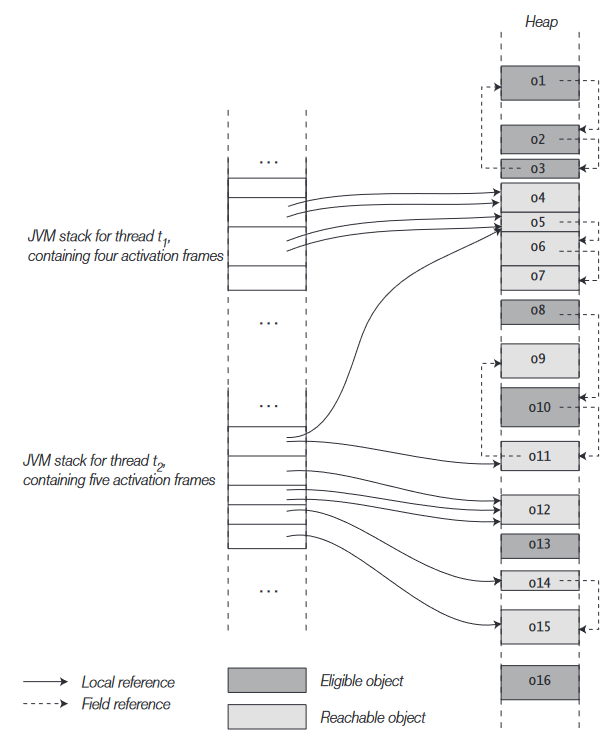 Heap
o1
o2
o3
...
o4
o5
o6
o7
JVM stack for thread t1,
containing four activation frames
o8
...
o9
...
o10
o11
JVM stack for thread t2,
containing five activation frames
o12
o13
o14
...
o15
Local reference
Field reference
Eligible object
Reachable object
o16